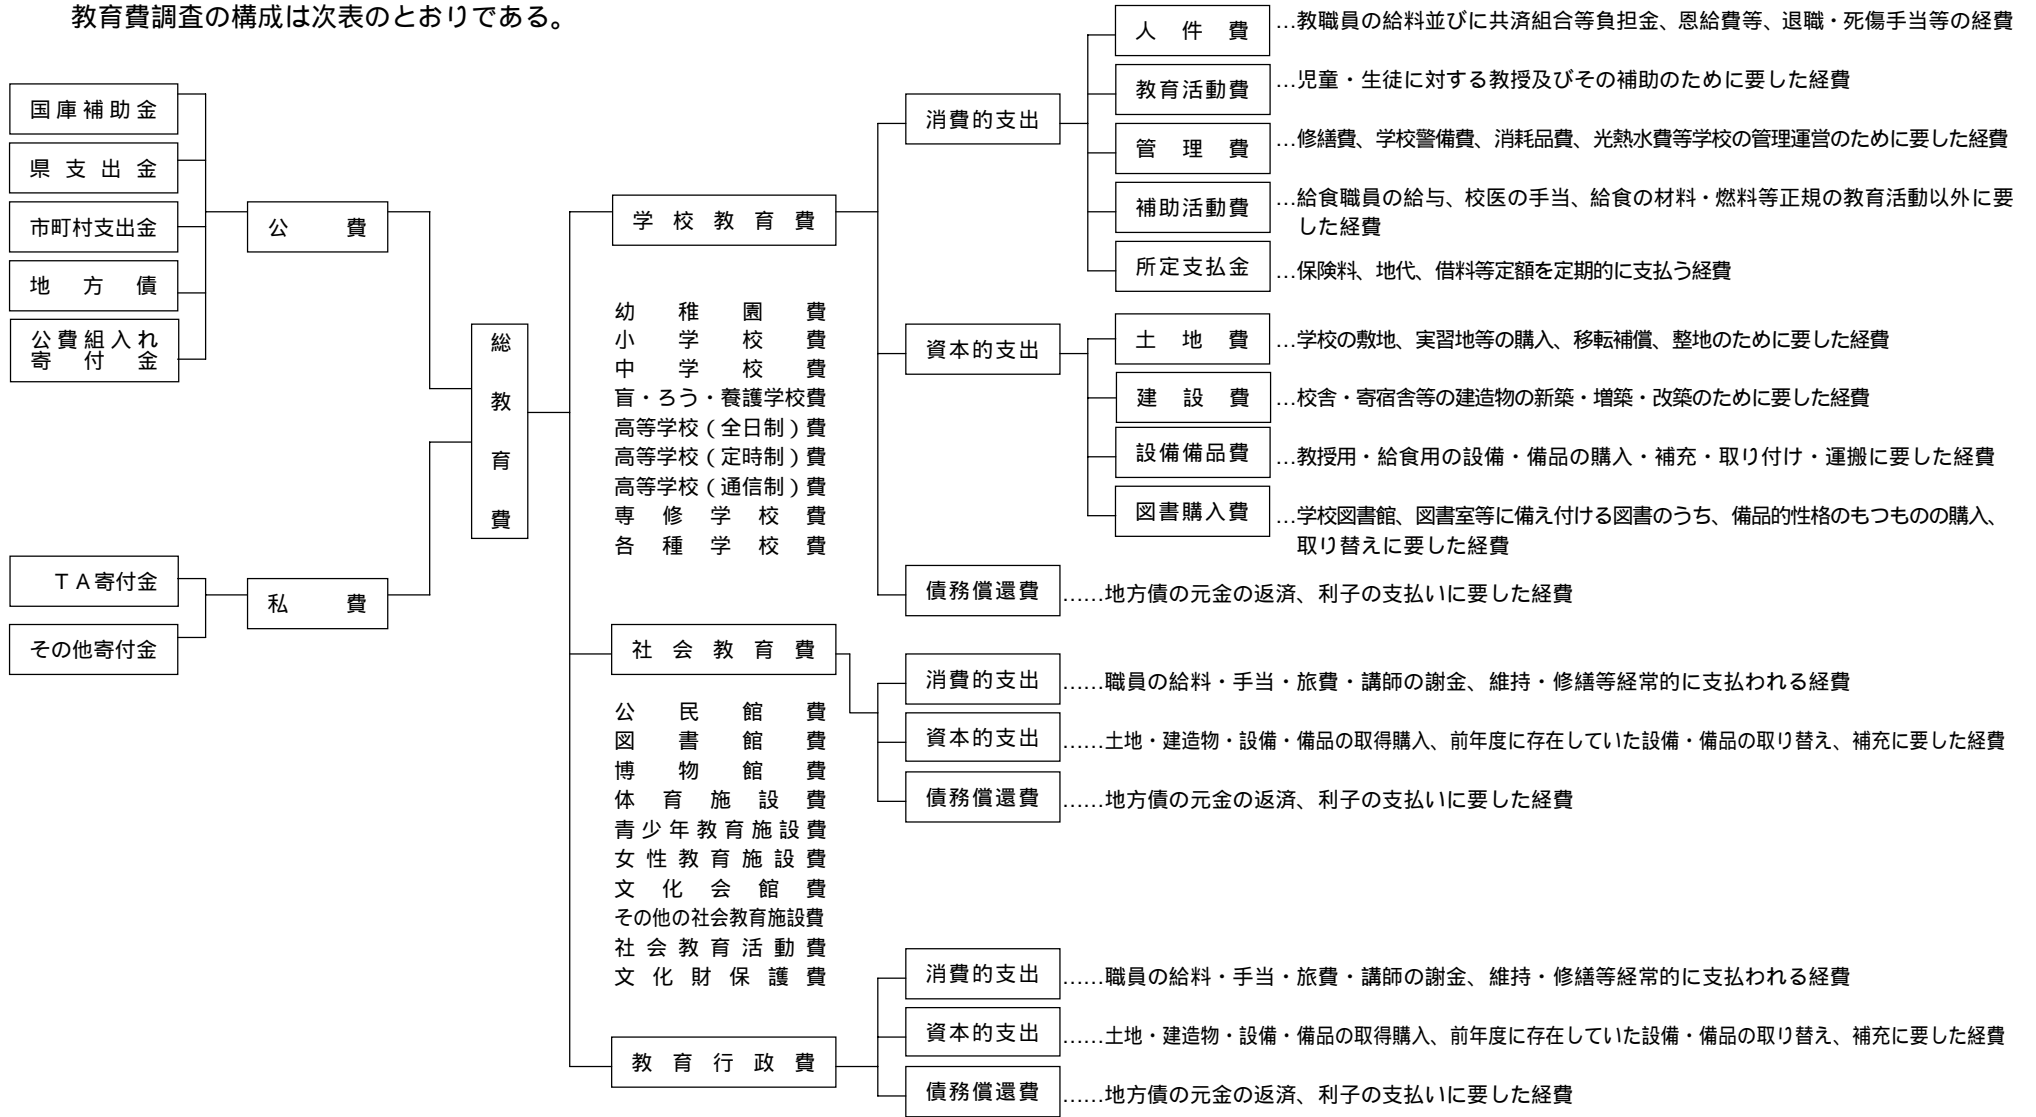 教育費調査の構成は次表のとおりである。
国庫補助金
県支出金
市町村支出金
地方債
公費組入れ
寄付金
公費
TA寄付金
その他寄付金
私費
総教育費
学校教育費
幼稚園費
小学校費
中学校費
盲・ろう・養護学校費
高等学校(全日制)費
高等学校(定時制)費
高等学校(通信制)費
専修学校費
各種学校費
消費的支出
人件費…教職員の給料並びに共済組合等負担金、恩給費等、退職・死傷手当等の経費
教育活動費…児童・生徒に対する教授及びその補助のために要した経費
管理費…修繕費、学校警備費、消耗品費、光熱水費等学校の管理運営のために要した経費
補助活動費…給食職員の給与、校医の手当、給食の材料・燃料等正規の教育活動以外に要
した経費
所定支払金…保険料、地代、借料等定額を定期的に支払う経費
資本的支出
土地費…学校の敷地、実習地等の購入、移転補償、整地のために要した経費
建設費…校舎・寄宿舎等の建造物の新築・増築・改築のために要した経費
設備備品費…教授用・給食用の設備・備品の購入・補充・取り付け・運搬に要した経費
図書購入費…学校図書館、図書室等に備え付ける図書のうち、備品的性格のもつものの購入、
取り替えに要した経費
債務償還費……地方債の元金の返済、利子の支払いに要した経費
社会教育費
公民館費
図書館費
博物館費
体育施設費
青少年教育施設費
女性教育施設費
文化会館費
その他の社会教育施設費
社会教育活動費
文化財保護費
消費的支出……職員の給料・手当・旅費・講師の謝金、維持・修繕等経常的に支払われる経費
資本的支出……土地・建造物・設備・備品の取得購入、前年度に存在していた設備・備品の取り替え、補充に要した経費
債務償還費……地方債の元金の返済、利子の支払いに要した経費
教育行政費
消費的支出……職員の給料・手当・旅費・講師の謝金、維持・修繕等経常的に支払われる経費
資本的支出……土地・建造物・設備・備品の取得購入、前年度に存在していた設備・備品の取り替え、補充に要した経費
債務償還費……地方債の元金の返済、利子の支払いに要した経費